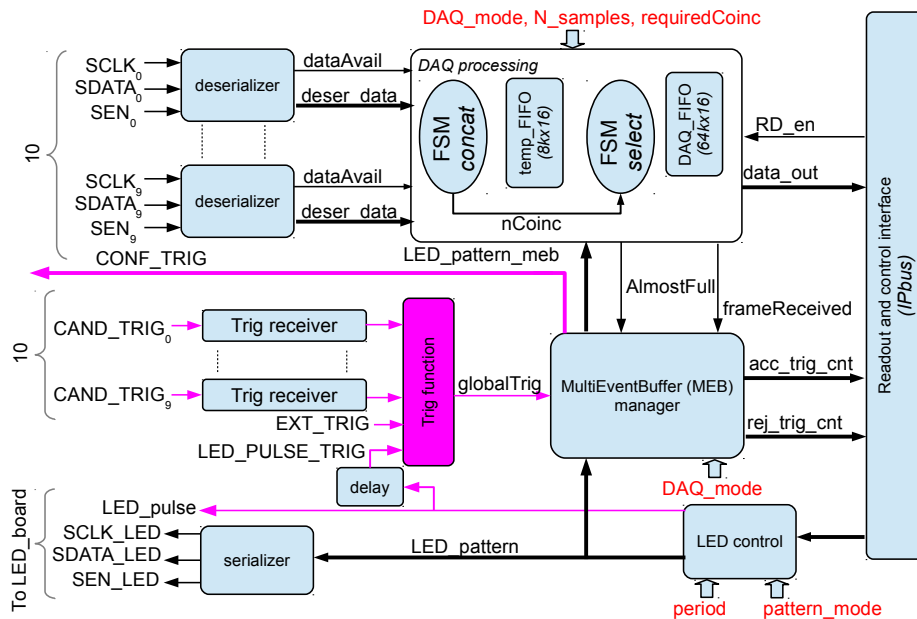 DAQ_mode, N_samples, requiredCoinc
10
SCLK0
SDATA0
SEN0
deserializer
dataAvail
deser_data
SCLK9
SDATA9
SEN9
deserializer
dataAvail
deser_data
DAQ processing
FSM
concat
temp_FIFO
(8kx16)
FSM
select
DAQ_FIFO
(64kx16)
nCoinc
RD_en
data_out
Readout and control interface
(IPbus)
CONF_TRIG
LED_pattern_meb
AlmostFull
frameReceived
10
CAND_TRIG0
Trig receiver
CAND_TRIG9
Trig receiver
EXT_TRIG
LED_PULSE_TRIG
Trig function
globalTrig
MultiEventBuffer (MEB)
manager
acc_trig_cnt
rej_trig_cnt
DAQ_mode
delay
To LED_board
LED_pulse
SCLK_LED
SDATA_LED
SEN_LED
serializer
LED_pattern
LED control
period
pattern_mode